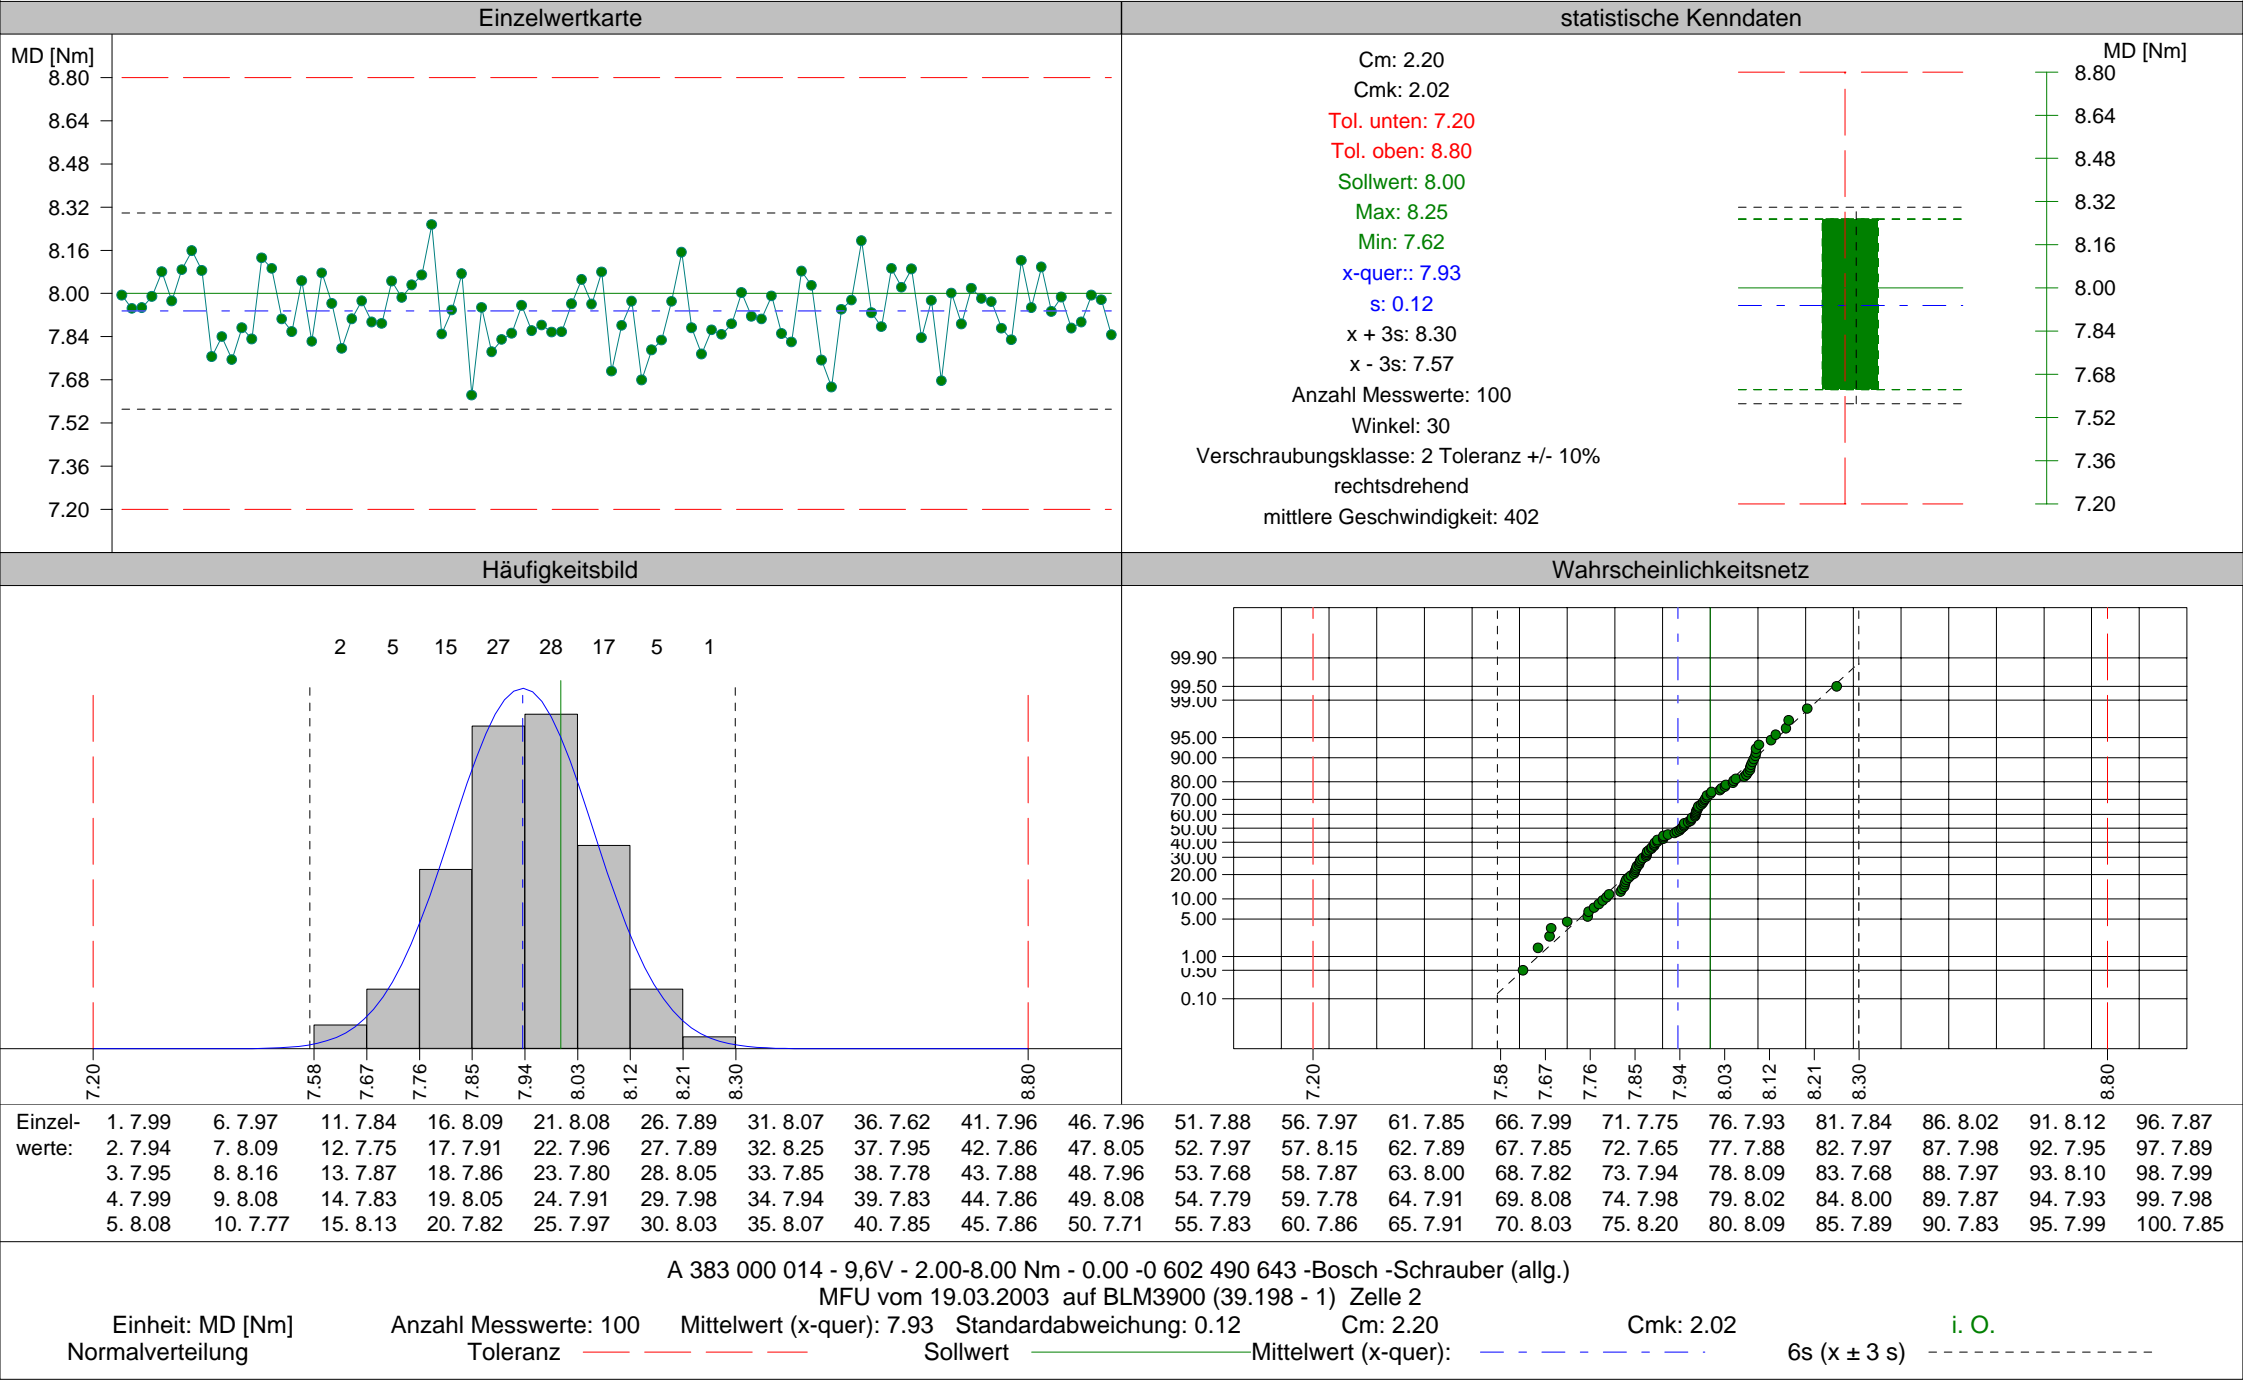 Einzelwertkarte
MD [Nm]
8.80
8.64
8.48
8.32
8.16
8.00
7.84
7.68
7.52
7.36
7.20
statistische Kenndaten
Cm: 2.20
Cmk: 2.02
Tol. unten: 7.20
Tol. oben: 8.80
Sollwert: 8.00
Max: 8.25
Min: 7.62
x-quer:: 7.93
s: 0.12
x + 3s: 8.30
x - 3s: 7.57
Anzahl Messwerte: 100
Winkel: 30
Verschraubungsklasse: 2 Toleranz +/- 10%
rechtsdrehend
mittlere Geschwindigkeit: 402
MD [Nm]
8.80
8.64
8.48
8.32
8.16
8.00
7.84
7.68
7.52
7.36
7.20
Häufigkeitsbild
2 5 15 27 28 17 5 1
7.20 7.58 7.67 7.76 7.85 7.94 8.03 8.12 8.21 8.30 8.80
Wahrscheinlichkeitsnetz
99.90
99.50
99.00
95.00
90.00
80.00
70.00
60.00
50.00
40.00
30.00
20.00
10.00
5.00
1.00
0.50
0.10
7.20 7.58 7.67 7.76 7.85 7.94 8.03 8.12 8.21 8.30 8.80
Einzel- 1. 7.99 6. 7.97 11. 7.84 16. 8.09 21. 8.08 26. 7.89 31. 8.07 36. 7.62 41. 7.96 46. 7.96 51. 7.88 56. 7.97 61. 7.85 66. 7.99 71. 7.75 76. 7.93 81. 7.84 86. 8.02 91. 8.12 96. 7.87
werte: 2. 7.94 7. 8.09 12. 7.75 17. 7.91 22. 7.96 27. 7.89 32. 8.25 37. 7.95 42. 7.86 47. 8.05 52. 7.97 57. 8.15 62. 7.89 67. 7.85 72. 7.65 77. 7.88 82. 7.97 87. 7.98 92. 7.95 97. 7.89
3. 7.95 8. 8.16 13. 7.87 18. 7.86 23. 7.80 28. 8.05 33. 7.85 38. 7.78 43. 7.88 48. 7.96 53. 7.68 58. 7.87 63. 8.00 68. 7.82 73. 7.94 78. 8.09 83. 7.68 88. 7.97 93. 8.10 98. 7.99
4. 7.99 9. 8.08 14. 7.83 19. 8.05 24. 7.91 29. 7.98 34. 7.94 39. 7.83 44. 7.86 49. 8.08 54. 7.79 59. 7.78 64. 7.91 69. 8.08 74. 7.98 79. 8.02 84. 8.00 89. 7.87 94. 7.93 99. 7.98
5. 8.08 10. 7.77 15. 8.13 20. 7.82 25. 7.97 30. 8.03 35. 8.07 40. 7.85 45. 7.86 50. 7.71 55. 7.83 60. 7.86 65. 7.91 70. 8.03 75. 8.20 80. 8.09 85. 7.89 90. 7.83 95. 7.99 100. 7.85
A 383 000 014 - 9,6V - 2.00-8.00 Nm - 0.00 -0 602 490 643 -Bosch -Schrauber (allg.)
MFU vom 19.03.2003 auf BLM3900 (39.198 - 1) Zelle 2
Einheit: MD [Nm] Anzahl Messwerte: 100 Mittelwert (x-quer): 7.93 Standardabweichung: 0.12 Cm: 2.20 Cmk: 2.02 i. O.
Normalverteilung Toleranz Sollwert Mittelwert (x-quer): 6s (x ± 3 s)